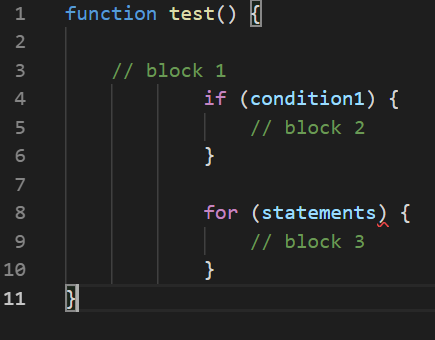 1 function test() {
2
3 // block 1
4 if (condition1) {
5 // block 2
6 }
7
8 for (statements) {
9 // block 3
10 }
11 }